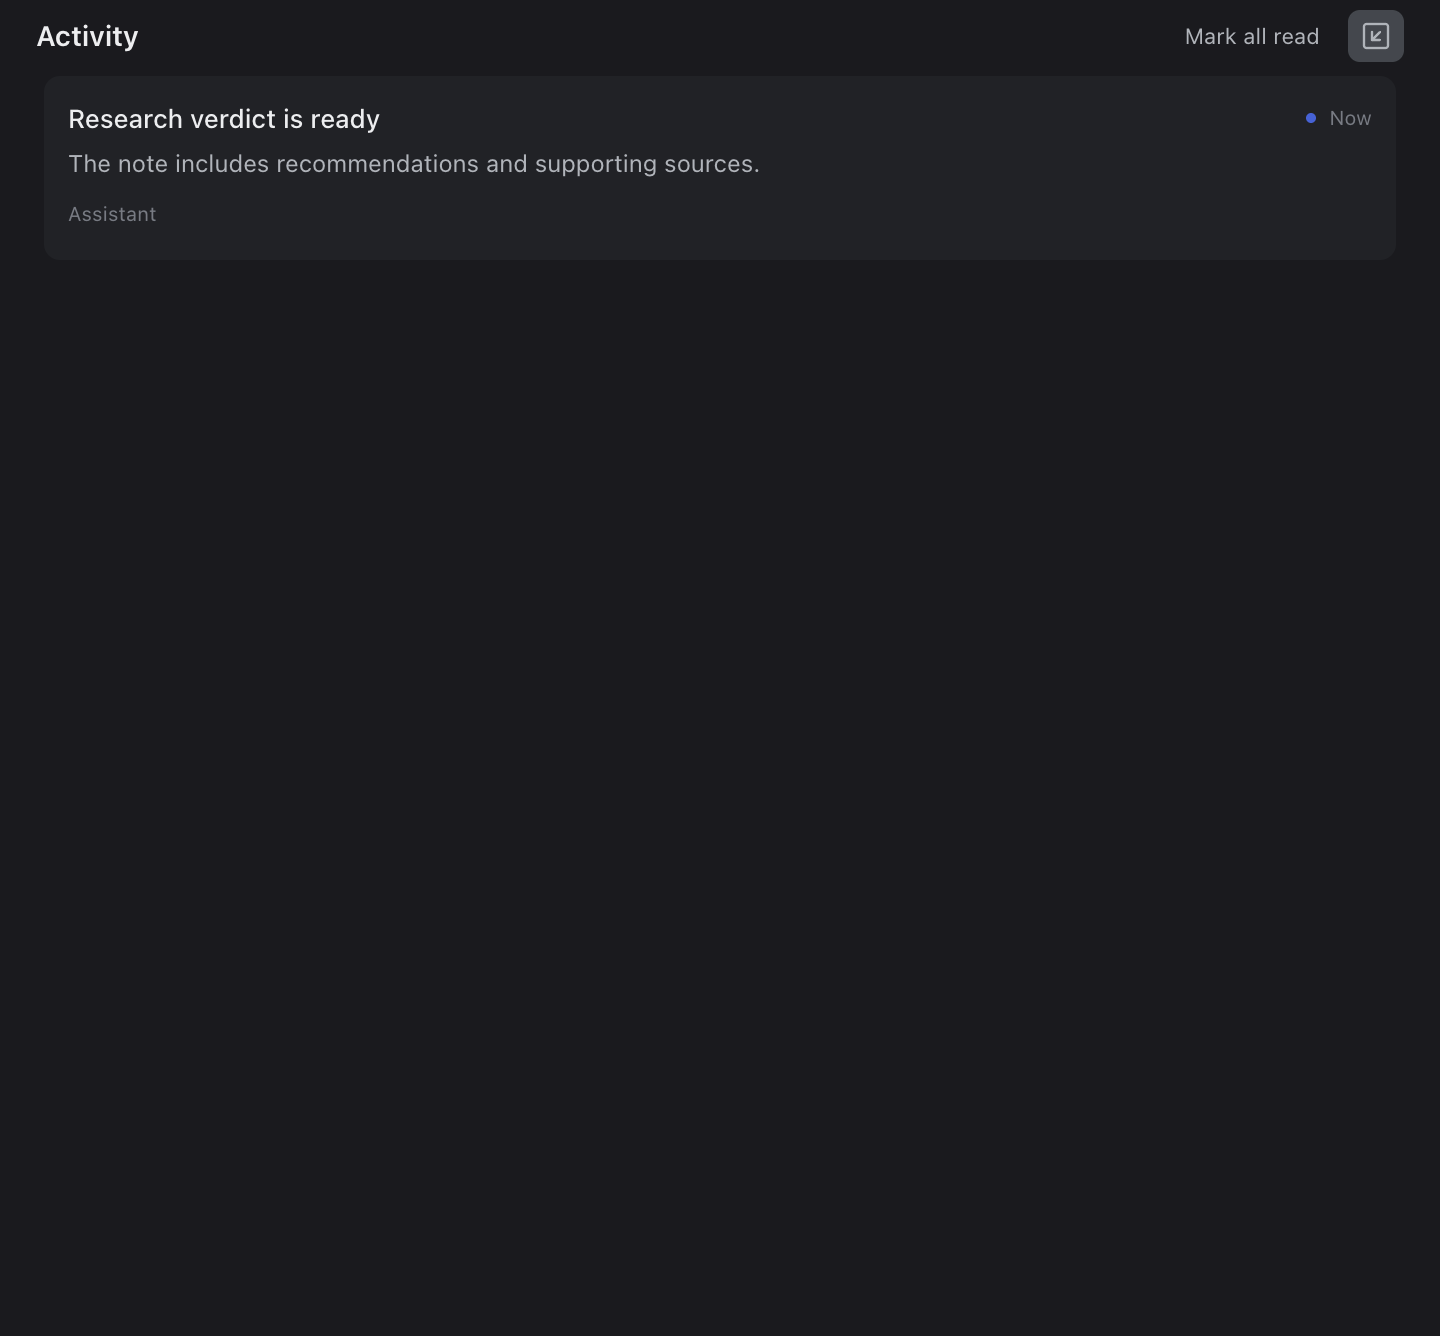 Activity
Mark all read
Research verdict is ready
Now
The note includes recommendations and supporting sources.
Assistant